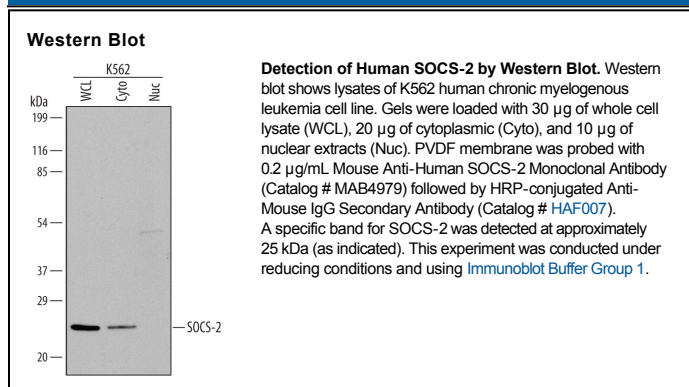 Western Blot
K562
WCL
Cyto
Nuc
kDa
199
116
85
54
37
29
20
SOCS-2
Detection of Human SOCS-2 by Western Blot. Western
blot shows lysates of K562 human chronic myelogenous
leukemia cell line. Gels were loaded with 30 µg of whole cell
lysate (WCL), 20 µg of cytoplasmic (Cyto), and 10 µg of
nuclear extracts (Nuc). PVDF membrane was probed with
0.2 µg/mL Mouse Anti-Human SOCS-2 Monoclonal Antibody
(Catalog # MAB4979) followed by HRP-conjugated Anti-
Mouse IgG Secondary Antibody (Catalog # HAF007).
A specific band for SOCS-2 was detected at approximately
25 kDa (as indicated). This experiment was conducted under
reducing conditions and using Immunoblot Buffer Group 1.